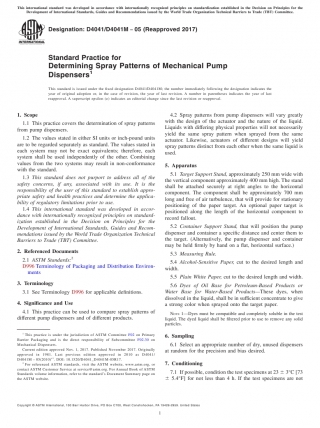 This international standard was developed in accordance with internationally recognized principles on standardization established in the Decision on Principles for the
Development of International Standards, Guides and Recommendations issued by the World Trade Organization Technical Barriers to Trade (TBT) Committee.
Designation: D4041/D4041M − 05 (Reapproved 2017)
Standard Practice for
Determining Spray Patterns of Mechanical Pump
Dispensers1
This standard is issued under the fixed designation D4041/D4041M; the number immediately following the designation indicates the
year of original adoption or, in the case of revision, the year of last revision. A number in parentheses indicates the year of last
reapproval. A superscript epsilon (ε) indicates an editorial change since the last revision or reapproval.
1. Scope
1.1 This practice covers the determination of spray patterns
from pump dispensers.
1.2 The values stated in either SI units or inch-pound units
are to be regarded separately as standard. The values stated in
each system may not be exact equivalents; therefore, each
system shall be used independently of the other. Combining
values from the two systems may result in non-conformance
with the standard.
1.3 This standard does not purport to address all of the
safety concerns, if any, associated with its use. It is the
responsibility of the user of this standard to establish appro-
priate safety and health practices and determine the applica-
bility of regulatory limitations prior to use.
1.4 This international standard was developed in accor-
dance with internationally recognized principles on standard-
ization established in the Decision on Principles for the
Development of International Standards, Guides and Recom-
mendations issued by the World Trade Organization Technical
Barriers to Trade (TBT) Committee.
2. Referenced Documents
2.1 ASTM Standards:2
D996 Terminology of Packaging and Distribution Environ-
ments
3. Terminology
3.1 See Terminology D996 for applicable definitions.
4. Significance and Use
4.1 This practice can be used to compare spray patterns of
different pump dispensers and of different products.
1 This practice is under the jurisdiction of ASTM Committee F02 on Primary
Barrier Packaging and is the direct responsibility of Subcommittee
Mechanical Dispensers.
Current edition approved Nov. 1, 2017. Published November 2017. Originally
approved in 1981. Last previous edition approved in 2010 as D4041/
2 For referenced ASTM standards, visit the ASTM website, www.astm.org, or
contact ASTM Customer Service at service@astm.org. For Annual Book of ASTM
Standards volume information, refer to the standard's Document Summary page on
the ASTM website.
4.2 Spray patterns from pump dispensers will vary greatly
with the design of the actuator and the nature of the liquid.
Liquids with differing physical properties will not necessarily
yield the same spray pattern when sprayed from the same
actuator. Likewise, actuators of different designs will yield
spray patterns distinct from each other when the same liquid is
used.
5. Apparatus
5.1 Target Support Stand, approximately 250 mm wide with
the vertical component approximately 400 mm high. The stand
shall be attached securely at right angles to the horizontal
component. The component shall be approximately 700 mm
long and free of air turbulence, that will provide for stationary
positioning of the paper target. An optional paper target is
positioned along the length of the horizontal component to
record fallout.
5.2 Container Support Stand, that will position the pump
dispenser and container a specific distance and center them to
the target. (Alternatively, the pump dispenser and container
may be held firmly by hand on a flat, horizontal surface.)
5.3 Measuring Rule.
5.4 Alcohol-Sensitive Paper, cut to the desired length and
width.
5.5 Plain White Paper, cut to the desired length and width.
5.6 Dyes of Oil Base for Petroleum-Based Products or
Water Base for Water-Based Products—These dyes, when
dissolved in the liquid, shall be in sufficient concentrate to give
a strong color when sprayed onto the target paper.
NOTE 1—Dyes must be compatible and completely soluble in the test
liquid. The dyed liquid shall be filtered prior to use to remove any solid
particles.
6. Sampling
6.1 Select an appropriate number of dry, unused dispensers
at random for the precision and bias desired.
7. Conditioning
7.1 If possible, condition the test specimens at 23 ± 3°C [73
± 5.4°F] for not less than 4 h. If the test specimens are not
Copyright © ASTM International, 100 Barr Harbor Drive, PO Box C700, West Conshohocken, PA 19428-2959. United States
1